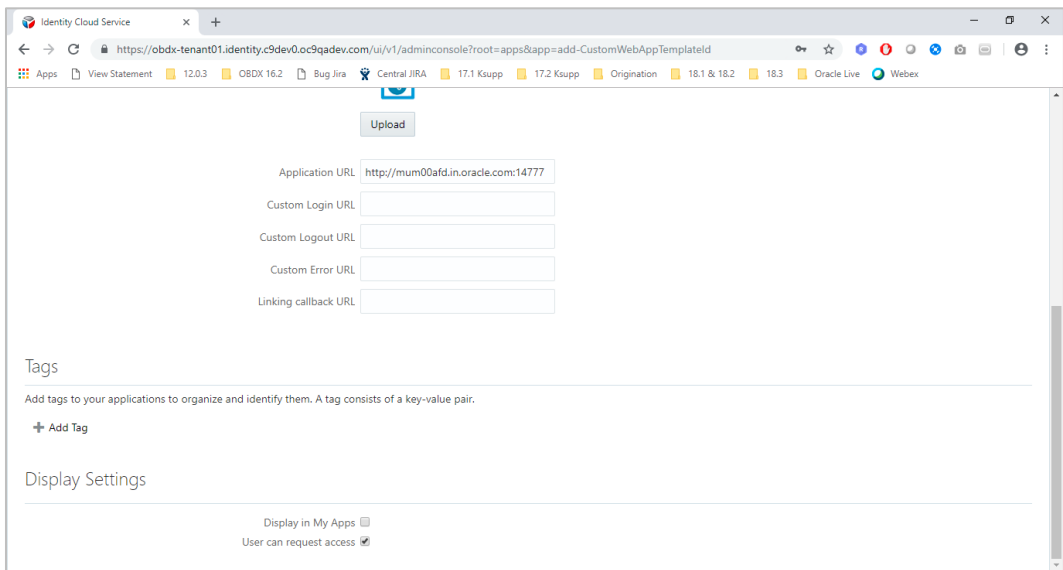 Identity Cloud Service
https://obdx-tenant01.identity.c9dev0.oc9qadev.com/ui/v1/adminconsole?root=apps&app=add-CustomWebAppTemplateId
Apps View Statement 12.0.3 OBDX 16.2 Bug Jira Central JIRA 17.1 Ksupp 17.2 Ksupp Origination 18.1 & 18.2 18.3 Oracle Live Webex
Upload
Application URL http://mum00afd.in.oracle.com:14777
Custom Login URL
Custom Logout URL
Custom Error URL
Linking callback URL
Tags
Add tags to your applications to organize and identify them. A tag consists of a key-value pair.
Add Tag
Display Settings
Display in My Apps
User can request access